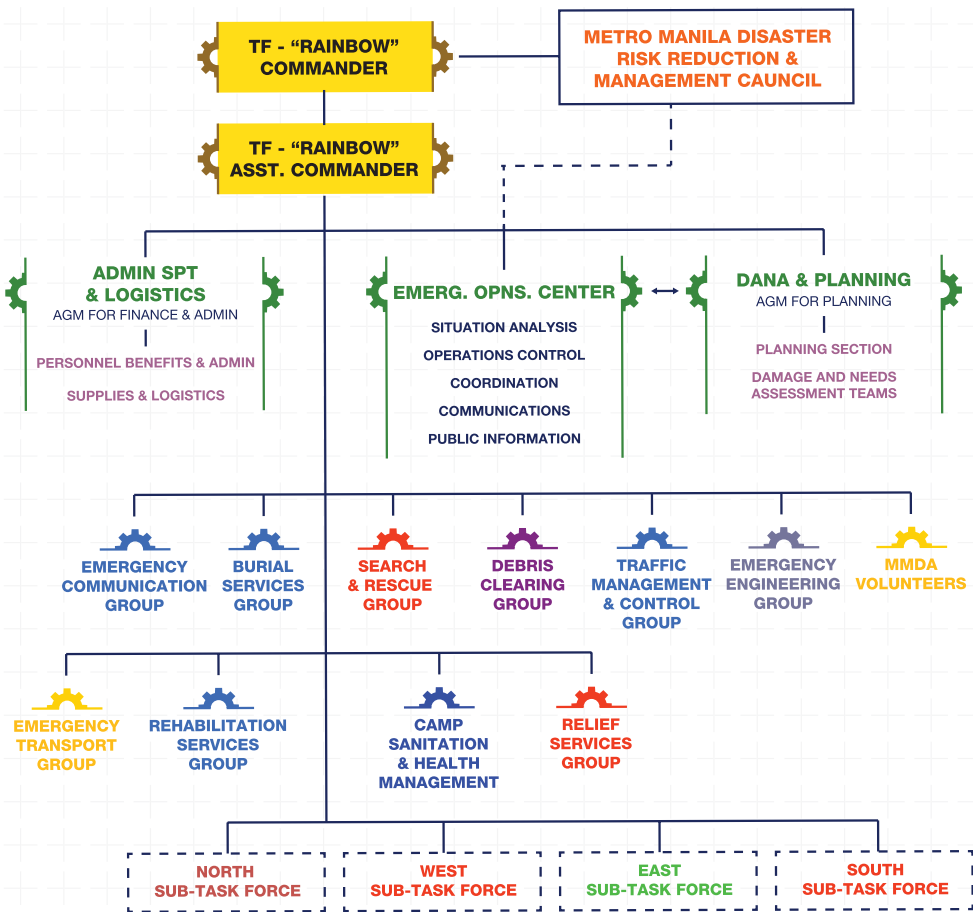 TF - “RAINBOW”
COMMANDER
METRO MANILA DISASTER
RISK REDUCTION &
MANAGEMENT CAUNCIL
TF - “RAINBOW”
ASST. COMMANDER
ADMIN SPT
& LOGISTICS
AGM FOR FINANCE & ADMIN
PERSONNEL BENEFITS & ADMIN
SUPPLIES & LOGISTICS
EMERG. OPNS. CENTER
SITUATION ANALYSIS
OPERATIONS CONTROL
COORDINATION
COMMUNICATIONS
PUBLIC INFORMATION
DANA & PLANNING
AGM FOR PLANNING
PLANNING SECTION
DAMAGE AND NEEDS
ASSESSMENT TEAMS
EMERGENCY
COMMUNICATION
GROUP
BURIAL
SERVICES
GROUP
SEARCH
& RESCUE
GROUP
DEBRIS
CLEARING
GROUP
TRAFFIC
MANAGEMENT
& CONTROL
GROUP
EMERGENCY
ENGINEERING
GROUP
MMDA
VOLUNTEERS
EMERGENCY
TRANSPORT
GROUP
REHABILITATION
SERVICES
GROUP
CAMP
SANITATION
& HEALTH
MANAGEMENT
RELIEF
SERVICES
GROUP
NORTH
SUB-TASK FORCE
WEST
SUB-TASK FORCE
EAST
SUB-TASK FORCE
SOUTH
SUB-TASK FORCE